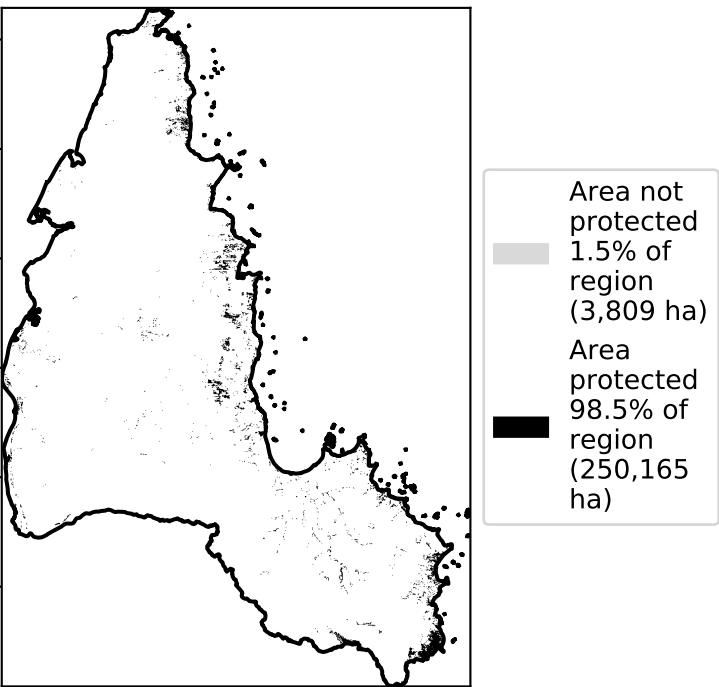 Area not
protected
1.5% of
region
(3,809 ha)
Area
protected
98.5% of
region
(250,165
ha)